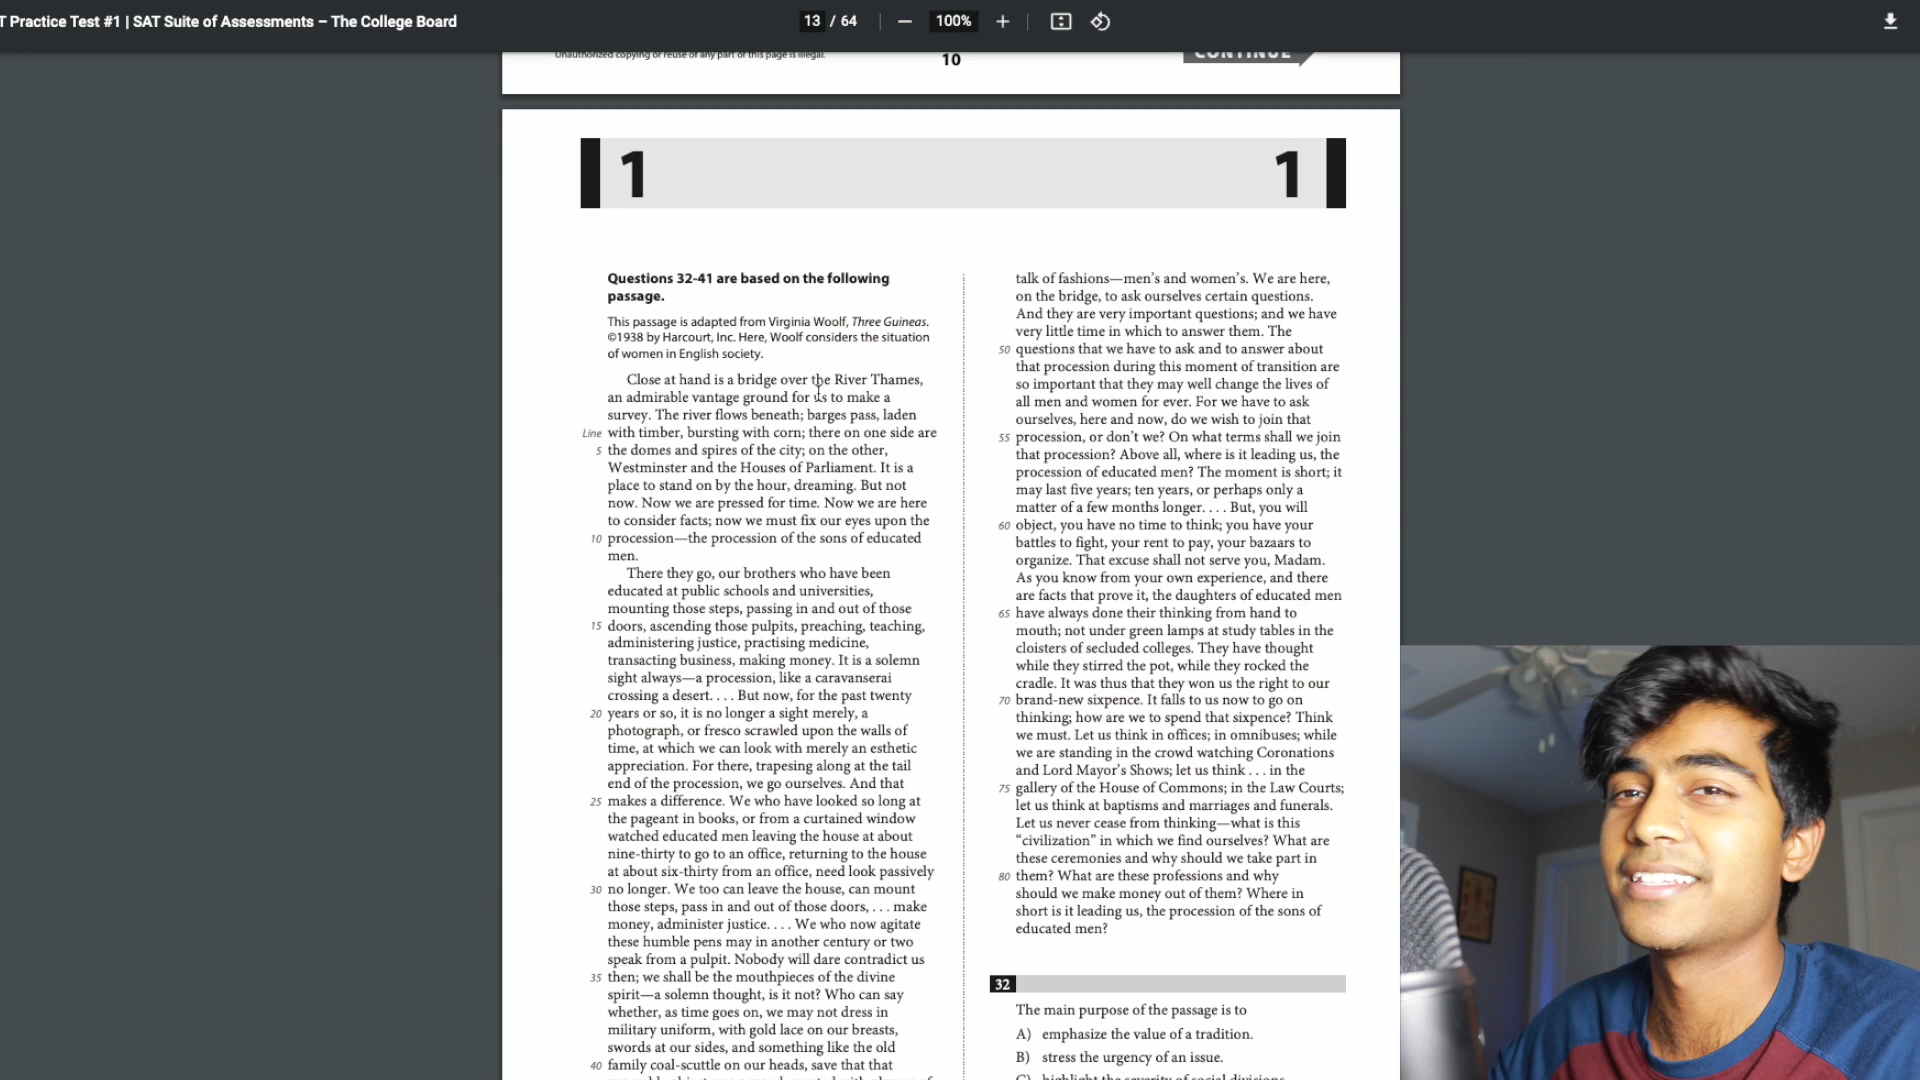 T Practice Test #1 | SAT Suite of Assessments – The College Board
13 / 64
100%
Unauthorized copying or reuse of any part of this page is illegal.
10
CONTINUE
1
1
Questions 32-41 are based on the following
passage.
This passage is adapted from Virginia Woolf, Three Guineas.
©1938 by Harcourt, Inc. Here, Woolf considers the situation
of women in English society.
Close at hand is a bridge over the River Thames,
an admirable vantage ground for us to make a
survey. The river flows beneath; barges pass, laden
Line with timber, bursting with corn; there on one side are
5 the domes and spires of the city; on the other,
Westminster and the Houses of Parliament. It is a
place to stand on by the hour, dreaming. But not
now. Now we are pressed for time. Now we are here
to consider facts; now we must fix our eyes upon the
10 procession—the procession of the sons of educated
men.
There they go, our brothers who have been
educated at public schools and universities,
mounting those steps, passing in and out of those
15 doors, ascending those pulpits, preaching, teaching,
administering justice, practising medicine,
transacting business, making money. It is a solemn
sight always—a procession, like a caravanserai
crossing a desert. . . . But now, for the past twenty
20 years or so, it is no longer a sight merely, a
photograph, or fresco scrawled upon the walls of
time, at which we can look with merely an esthetic
appreciation. For there, trapesing along at the tail
end of the procession, we go ourselves. And that
25 makes a difference. We who have looked so long at
the pageant in books, or from a curtained window
watched educated men leaving the house at about
nine-thirty to go to an office, returning to the house
at about six-thirty from an office, need look passively
30 no longer. We too can leave the house, can mount
those steps, pass in and out of those doors, . . . make
money, administer justice. . . . We who now agitate
these humble pens may in another century or two
speak from a pulpit. Nobody will dare contradict us
35 then; we shall be the mouthpieces of the divine
spirit—a solemn thought, is it not? Who can say
whether, as time goes on, we may not dress in
military uniform, with gold lace on our breasts,
swords at our sides, and something like the old
40 family coal-scuttle on our heads, save that that
talk of fashions—men's and women's. We are here,
on the bridge, to ask ourselves certain questions.
And they are very important questions; and we have
very little time in which to answer them. The
50 questions that we have to ask and to answer about
that procession during this moment of transition are
so important that they may well change the lives of
all men and women for ever. For we have to ask
ourselves, here and now, do we wish to join that
55 procession, or don't we? On what terms shall we join
that procession? Above all, where is it leading us, the
procession of educated men? The moment is short; it
may last five years; ten years, or perhaps only a
matter of a few months longer. . . . But, you will
60 object, you have no time to think; you have your
battles to fight, your rent to pay, your bazaars to
organize. That excuse shall not serve you, Madam.
As you know from your own experience, and there
are facts that prove it, the daughters of educated men
65 have always done their thinking from hand to
mouth; not under green lamps at study tables in the
cloisters of secluded colleges. They have thought
while they stirred the pot, while they rocked the
cradle. It was thus that they won us the right to our
70 brand-new sixpence. It falls to us now to go on
thinking; how are we to spend that sixpence? Think
we must. Let us think in offices; in omnibuses; while
we are standing in the crowd watching Coronations
and Lord Mayor's Shows; let us think . . . in the
75 gallery of the House of Commons; in the Law Courts;
let us think at baptisms and marriages and funerals.
Let us never cease from thinking—what is this
“civilization” in which we find ourselves? What are
these ceremonies and why should we take part in
80 them? What are these professions and why
should we make money out of them? Where in
short is it leading us, the procession of the sons of
educated men?
32
The main purpose of the passage is to
A) emphasize the value of a tradition.
B) stress the urgency of an issue.
C) highlight the severity of social divisions